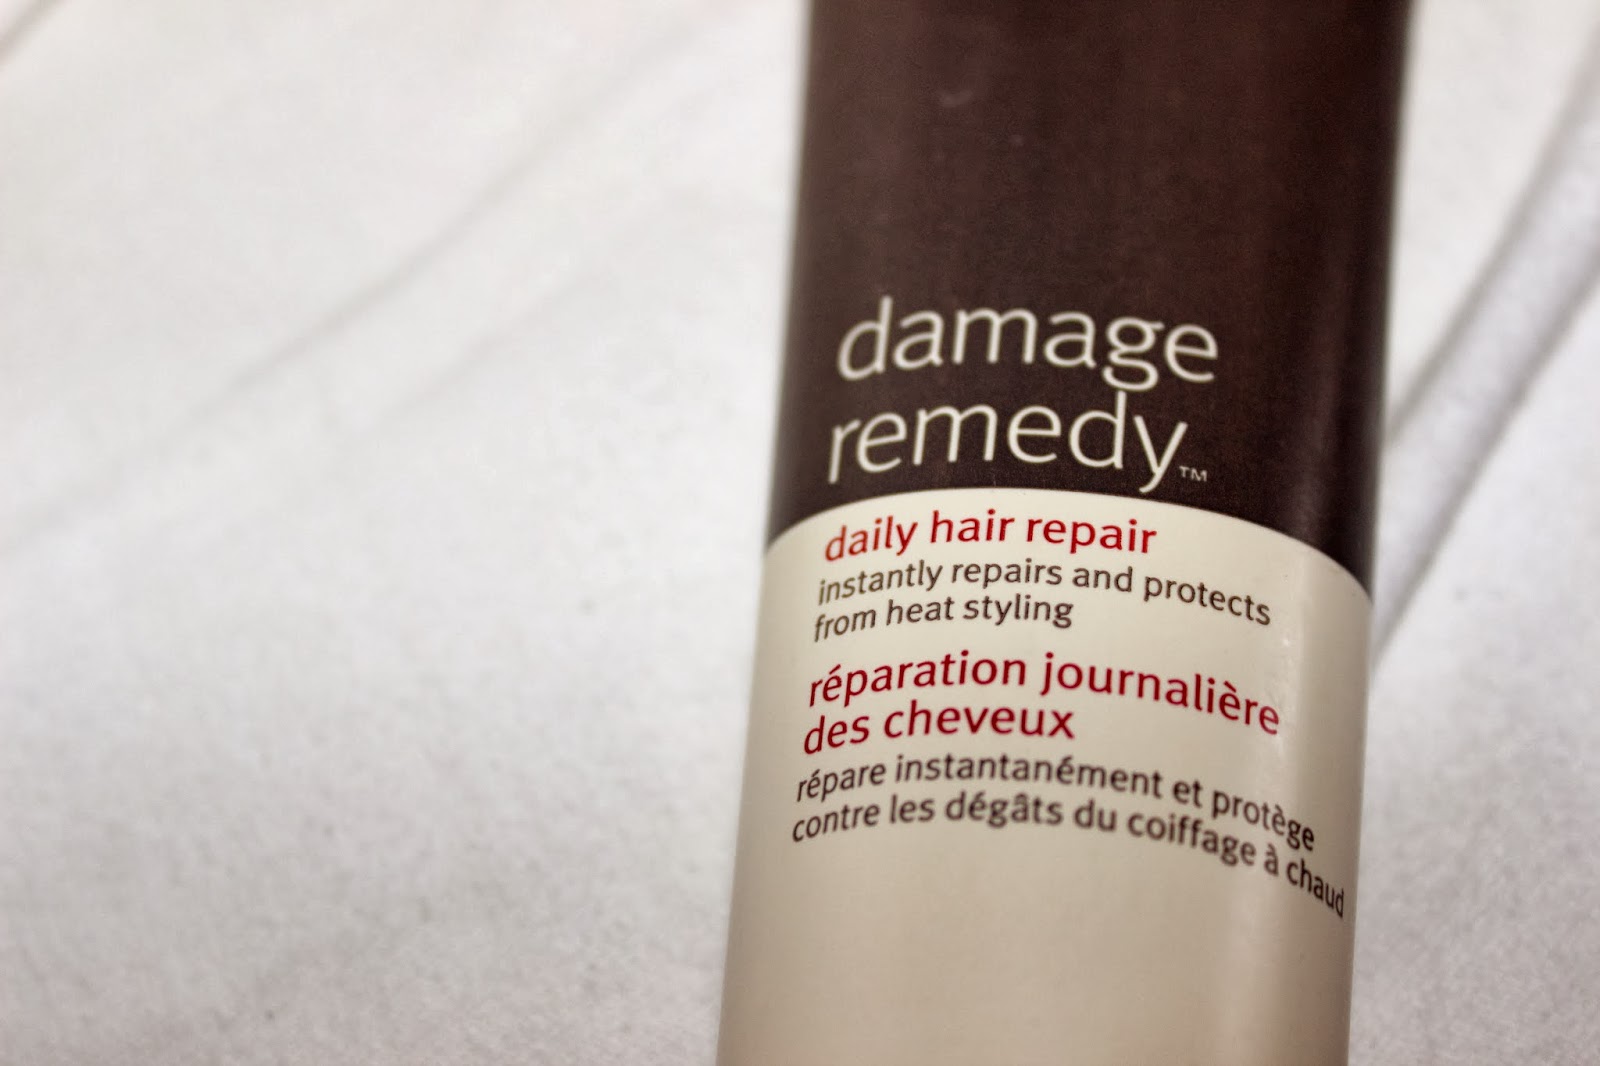 damage
remedy™
daily hair repair
instantly repairs and protects
from heat styling
réparation journalière
des cheveux
répare instantanément et protège
contre les dégâts du coiffage à chaud